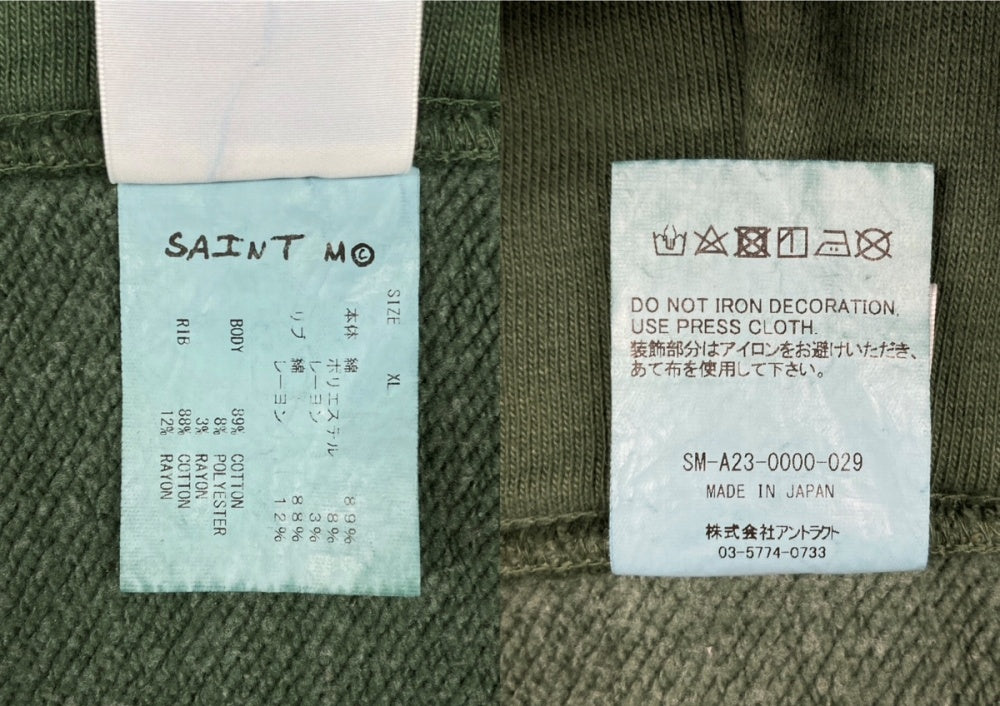 SAINT M©
SIZE XL
本体 綿 89%
ポリエステル 8%
レーヨン 3%
リブ 綿 88%
レーヨン 12%
BODY 89% COTTON
8% POLYESTER
3% RAYON
RIB 88% COTTON
12% RAYON
DO NOT IRON DECORATION,
USE PRESS CLOTH.
装飾部分はアイロンをお避けいただき、
あて布を使用して下さい。
SM-A23-0000-029
MADE IN JAPAN
株式会社アントラクト
03-5774-0733